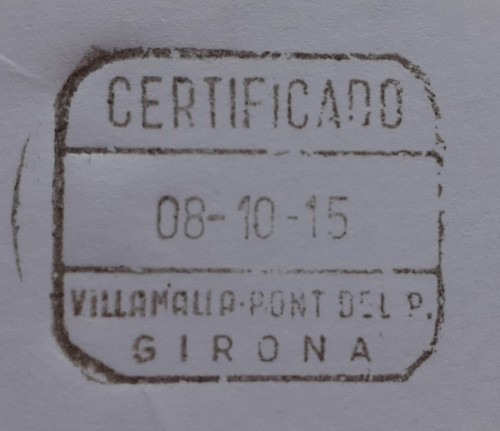 CERTIFICADO
08-10-15
VILLAMALLA-PONT DEL P.
GIRONA